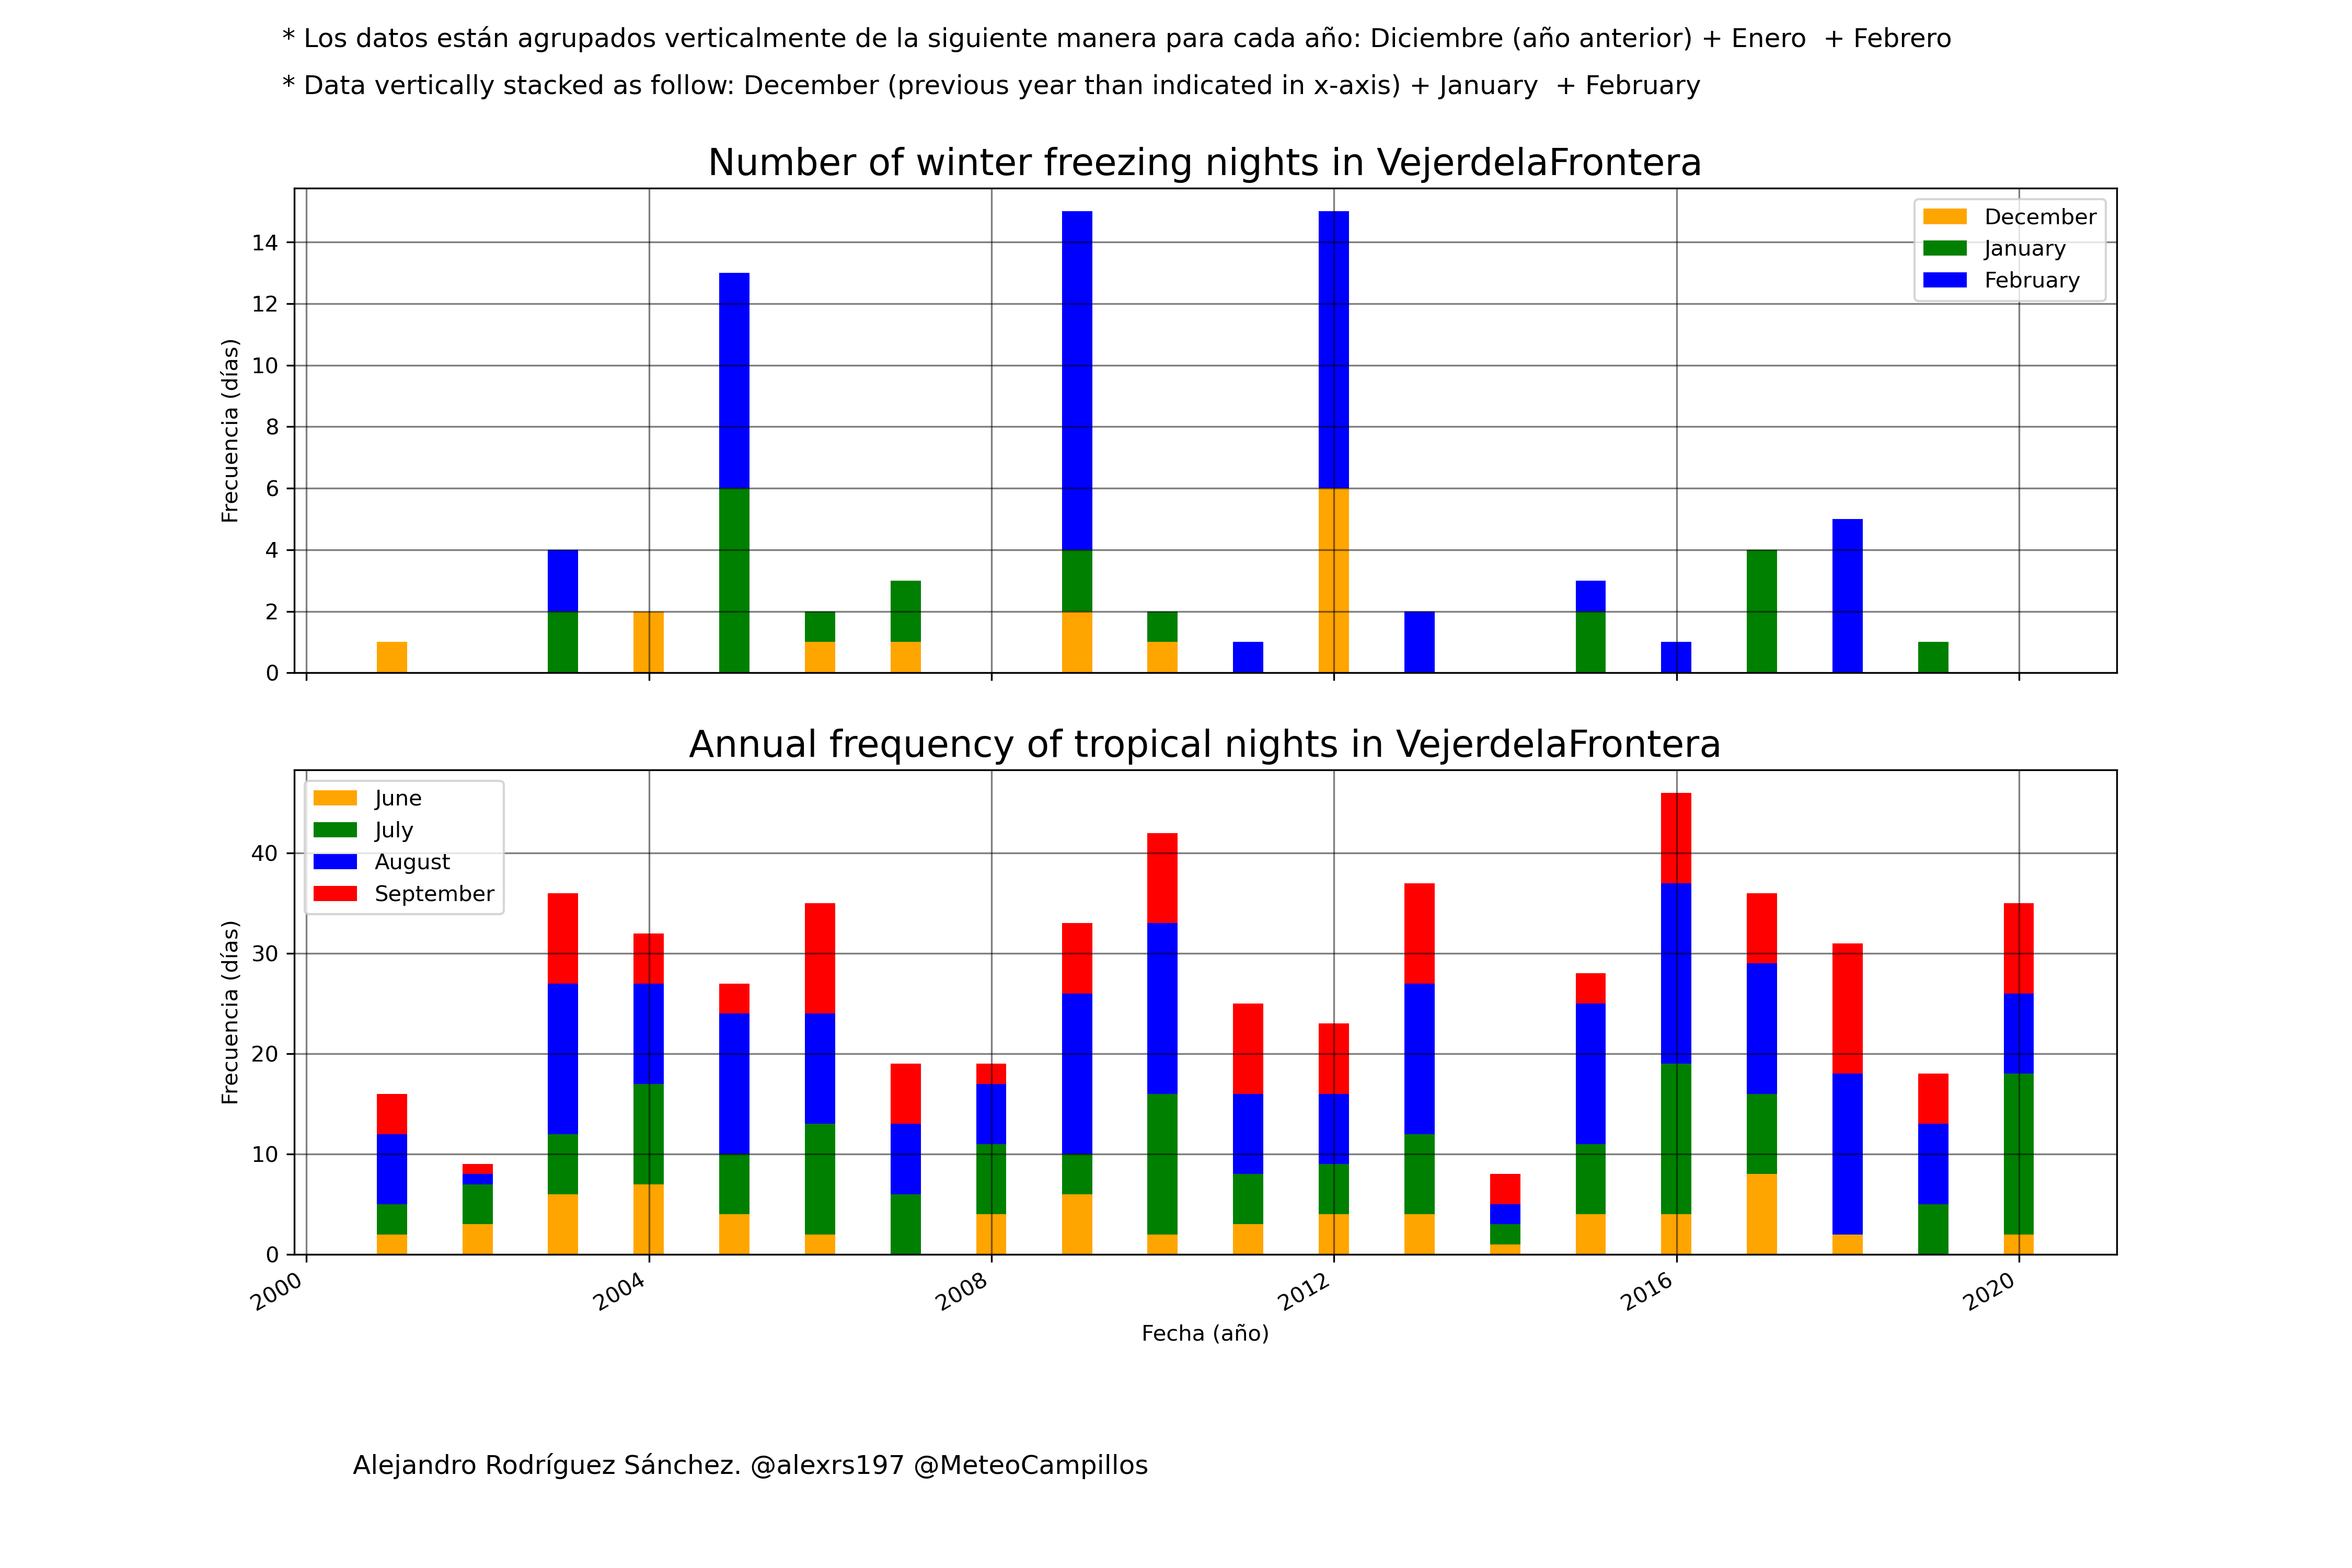 * Los datos están agrupados verticalmente de la siguiente manera para cada año: Diciembre (año anterior) + Enero  + Febrero
* Data vertically stacked as follow: December (previous year than indicated in x-axis) + January  + February
Number of winter freezing nights in VejerdelaFrontera
December
January
February
14
12
10
8
6
4
2
0
Frecuencia (días)
Annual frequency of tropical nights in VejerdelaFrontera
June
July
August
September
40
30
20
10
0
Frecuencia (días)
2000
2004
2008
2012
2016
2020
Fecha (año)
Alejandro Rodríguez Sánchez. @alexrs197 @MeteoCampillos